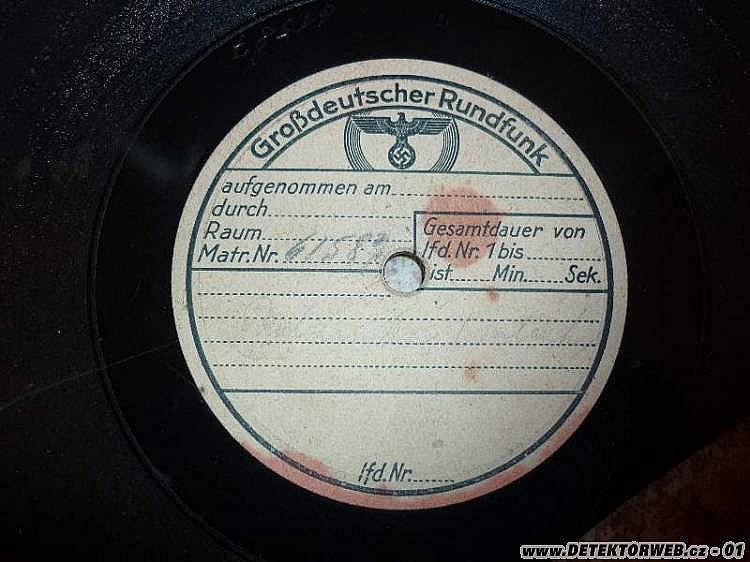 Großdeutscher Rundfunk
aufgenommen am
durch
Raum
Matr. Nr. 61583
Gesamtdauer von
lfd. Nr. 1 bis
ist Min. Sek.
lfd. Nr.
www.DETEKTORWEB.cz - 01